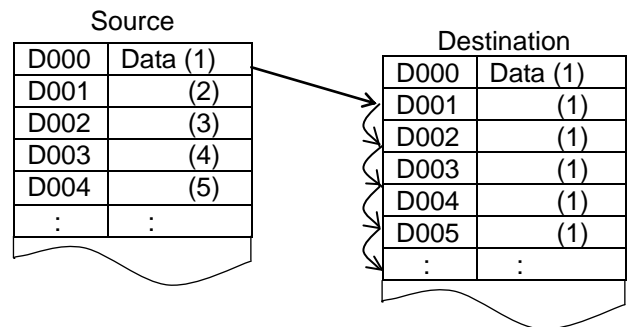 Source
D000 Data (1)
D001 (2)
D002 (3)
D003 (4)
D004 (5)
: :
Destination
D000 Data (1)
D001 (1)
D002 (1)
D003 (1)
D004 (1)
D005 (1)
: :